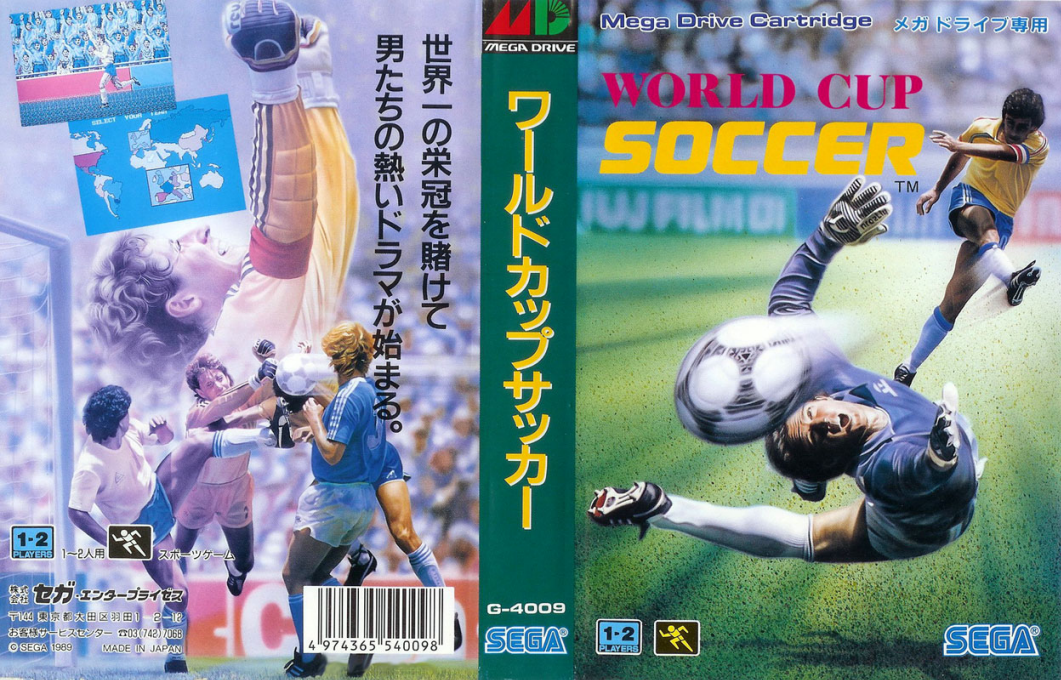 SELECT YOUR TEAM
世界一の栄冠を賭けて
男たちの熱いドラマが始まる。
1-2
PLAYERS
1〜2人用
スポーツゲーム
株式会社 セガ・エンタープライゼス
〒144 東京都大田区羽田1-2-12
お客様サービスセンター ☎03(742)7068
© SEGA 1989 MADE IN JAPAN
4 974365 540098
MD
MEGA DRIVE
ワールドカップサッカー
G-4009
SEGA®
Mega Drive Cartridge
メガドライブ専用
WORLD CUP
SOCCER
TM
1-2
PLAYERS
SEGA®